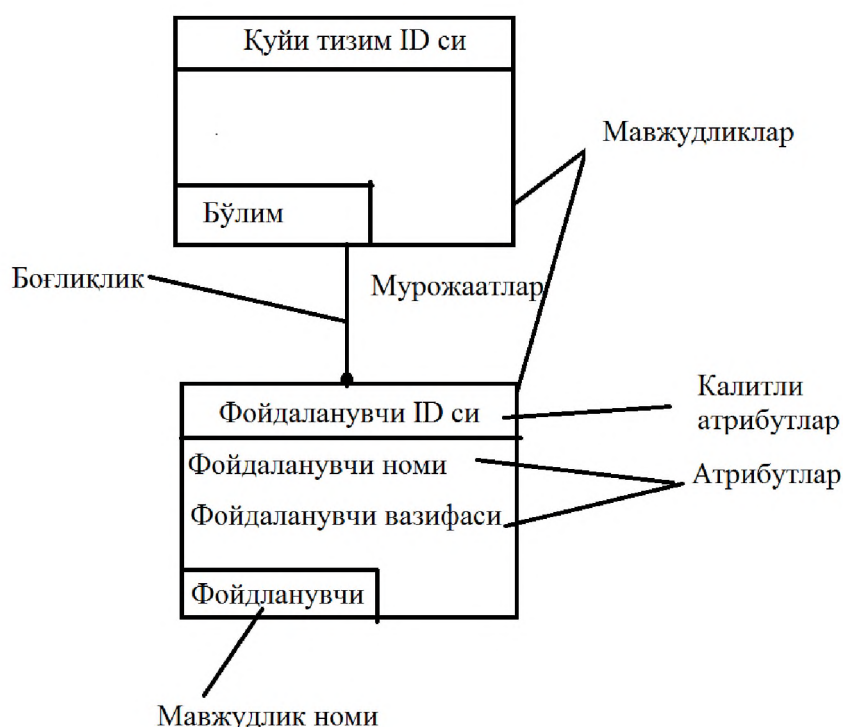 Қуйи тизим ID си
Мавжудликлар
Бўлим
Боғлиқлик
Мурожаатлар
Фойдаланувчи ID си
Калитли
атрибутлар
Фойдаланувчи номи
Атрибутлар
Фойдаланувчи вазифаси
Фойдланувчи
Мавжудлик номи